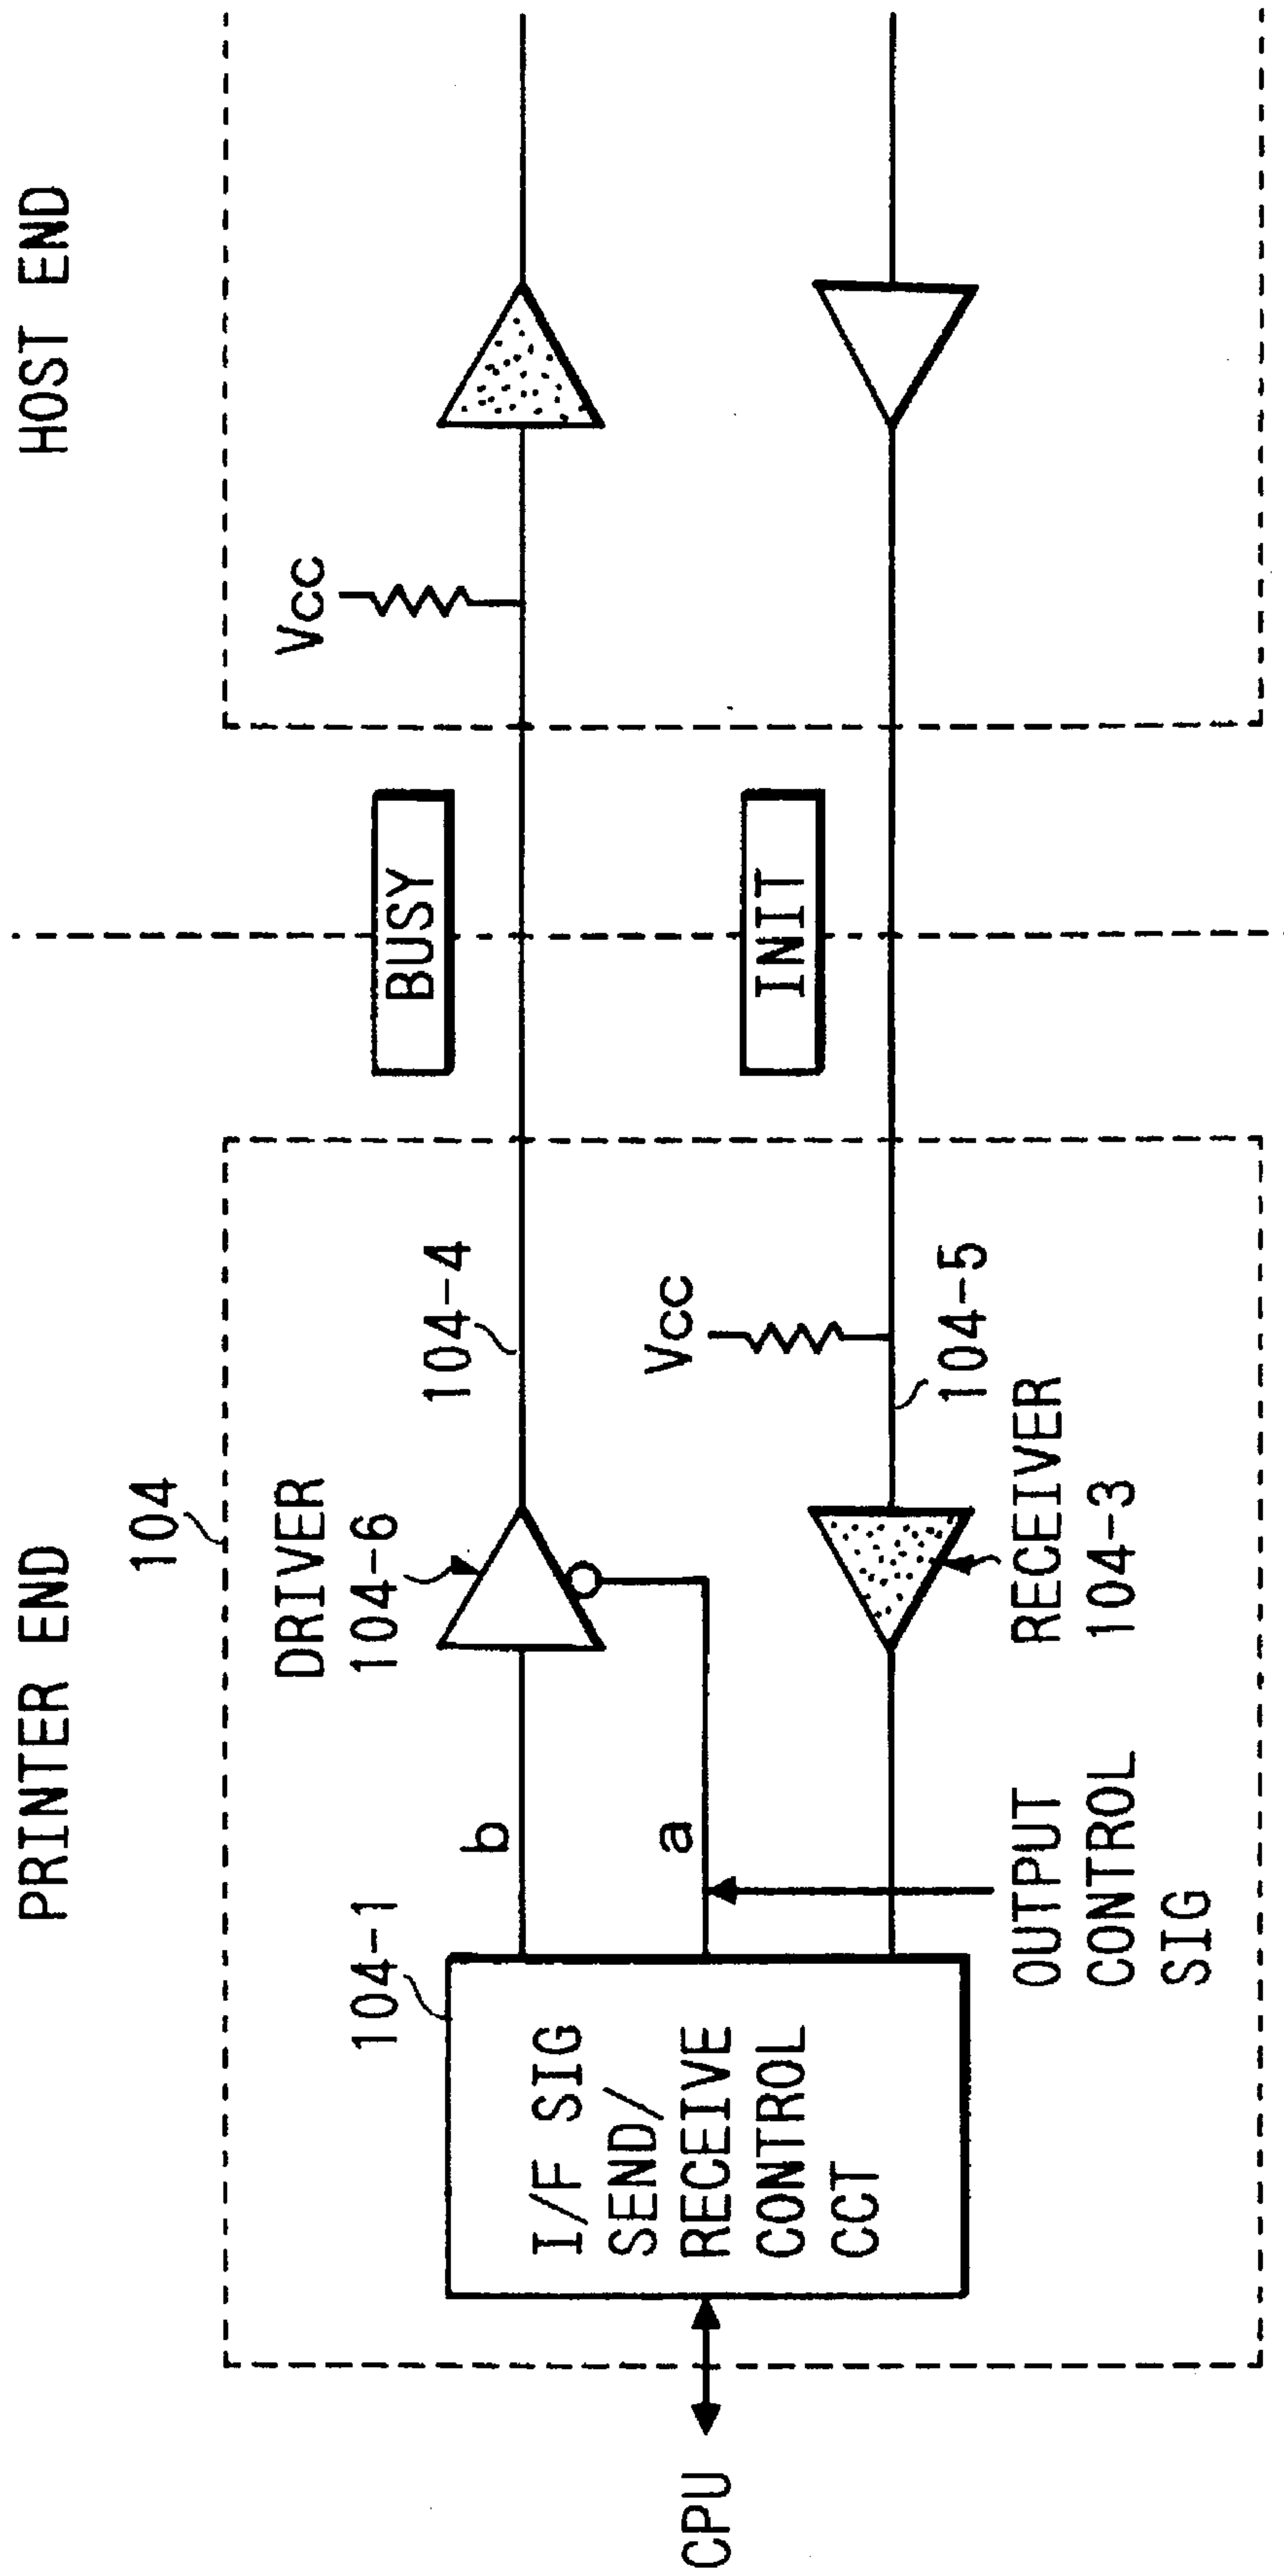 PRINTER END
HOST END
104
DRIVER
104-6
104-4
Vcc
BUSY
104-1
b
a
Vcc
INIT
I/F SIG
SEND/
RECEIVE
CONTROL
CCT
CPU
104-5
RECEIVER
104-3
OUTPUT
CONTROL
SIG